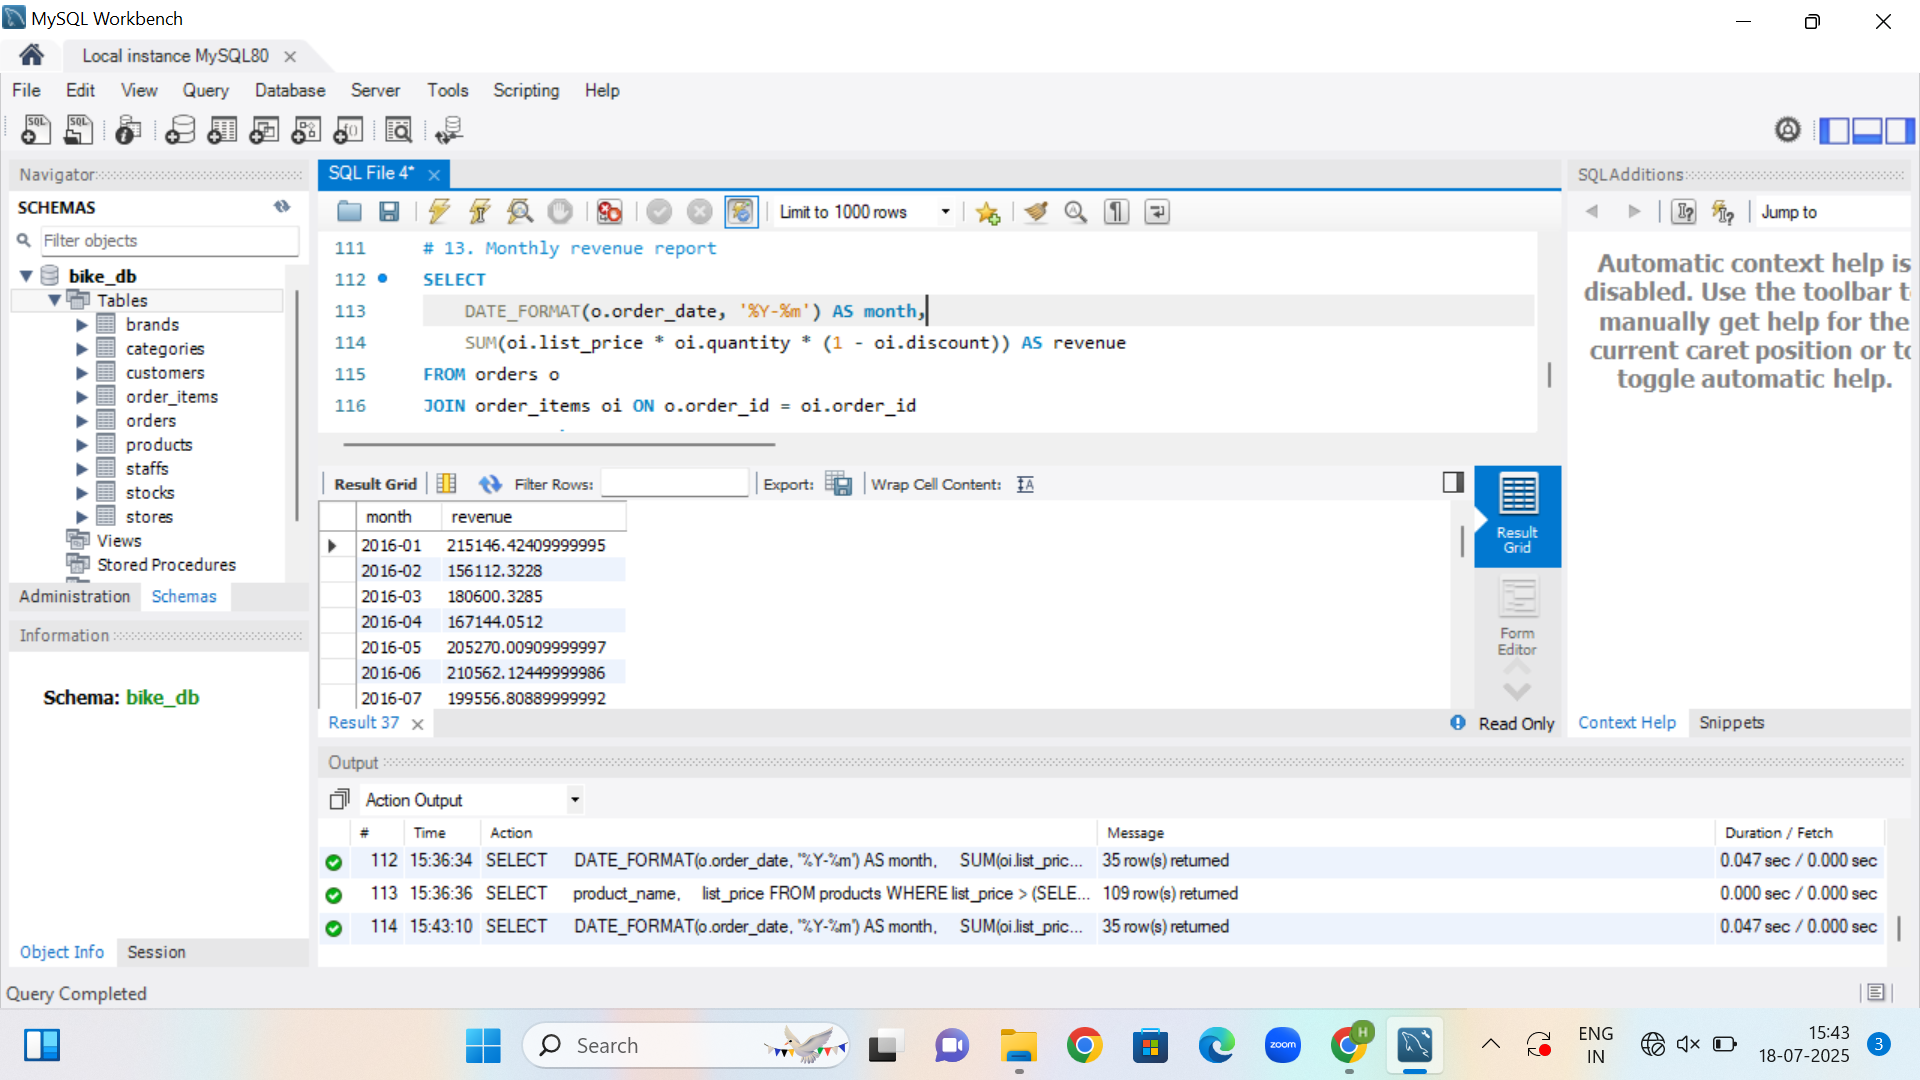 MySQL Workbench
Local instance MySQL80
File Edit View Query Database Server Tools Scripting Help
Navigator
SCHEMAS
Filter objects
bike_db
Tables
brands
categories
customers
order_items
orders
products
staffs
stocks
stores
Views
Stored Procedures
Administration Schemas
Information
Schema: bike_db
Object Info Session
SQL File 4*
Limit to 1000 rows
111 # 13. Monthly revenue report
112 SELECT
113 DATE_FORMAT(o.order_date, '%Y-%m') AS month,
114 SUM(oi.list_price * oi.quantity * (1 - oi.discount)) AS revenue
115 FROM orders o
116 JOIN order_items oi ON o.order_id = oi.order_id
Result Grid Filter Rows: Export: Wrap Cell Content:
month revenue
2016-01 215146.42409999995
2016-02 156112.3228
2016-03 180600.3285
2016-04 167144.0512
2016-05 205270.00909999997
2016-06 210562.12449999986
2016-07 199556.80889999992
Result Grid
Form Editor
Result 37
Read Only
SQLAdditions
Jump to
Automatic context help is
disabled. Use the toolbar t
manually get help for the
current caret position or to
toggle automatic help.
Context Help Snippets
Output
Action Output
# Time Action Message Duration / Fetch
112 15:36:34 SELECT DATE_FORMAT(o.order_date, '%Y-%m') AS month, SUM(oi.list_pric... 35 row(s) returned 0.047 sec / 0.000 sec
113 15:36:36 SELECT product_name, list_price FROM products WHERE list_price > (SELE... 109 row(s) returned 0.000 sec / 0.000 sec
114 15:43:10 SELECT DATE_FORMAT(o.order_date, '%Y-%m') AS month, SUM(oi.list_pric... 35 row(s) returned 0.047 sec / 0.000 sec
Query Completed
Search
zoom
H
ENG
IN
15:43
18-07-2025
3